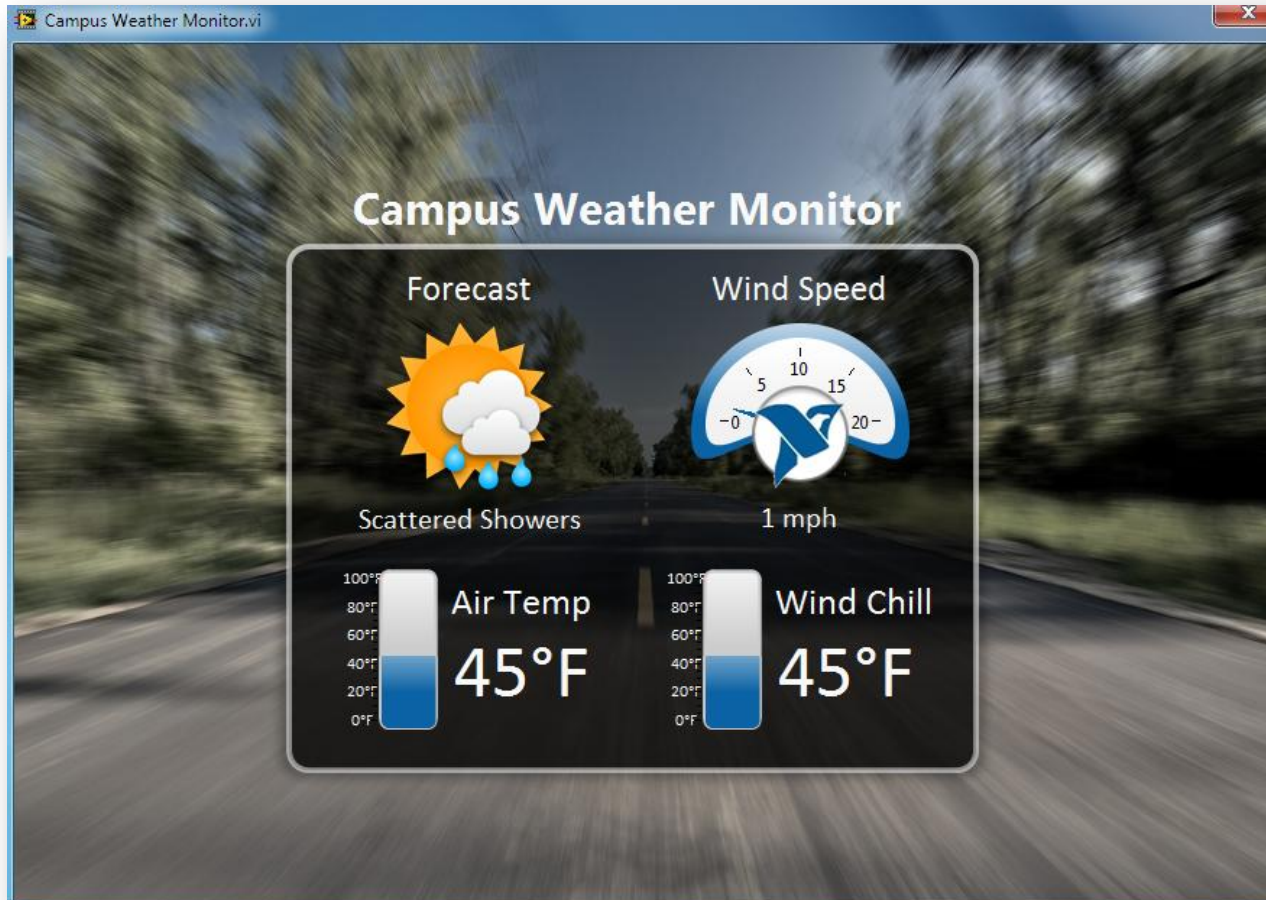 Campus Weather Monitor.vi
Campus Weather Monitor
Forecast
Wind Speed
0
5
10
15
20
Scattered Showers
1 mph
100°F
80°F
60°F
40°F
20°F
0°F
Air Temp
45°F
100°F
80°F
60°F
40°F
20°F
0°F
Wind Chill
45°F